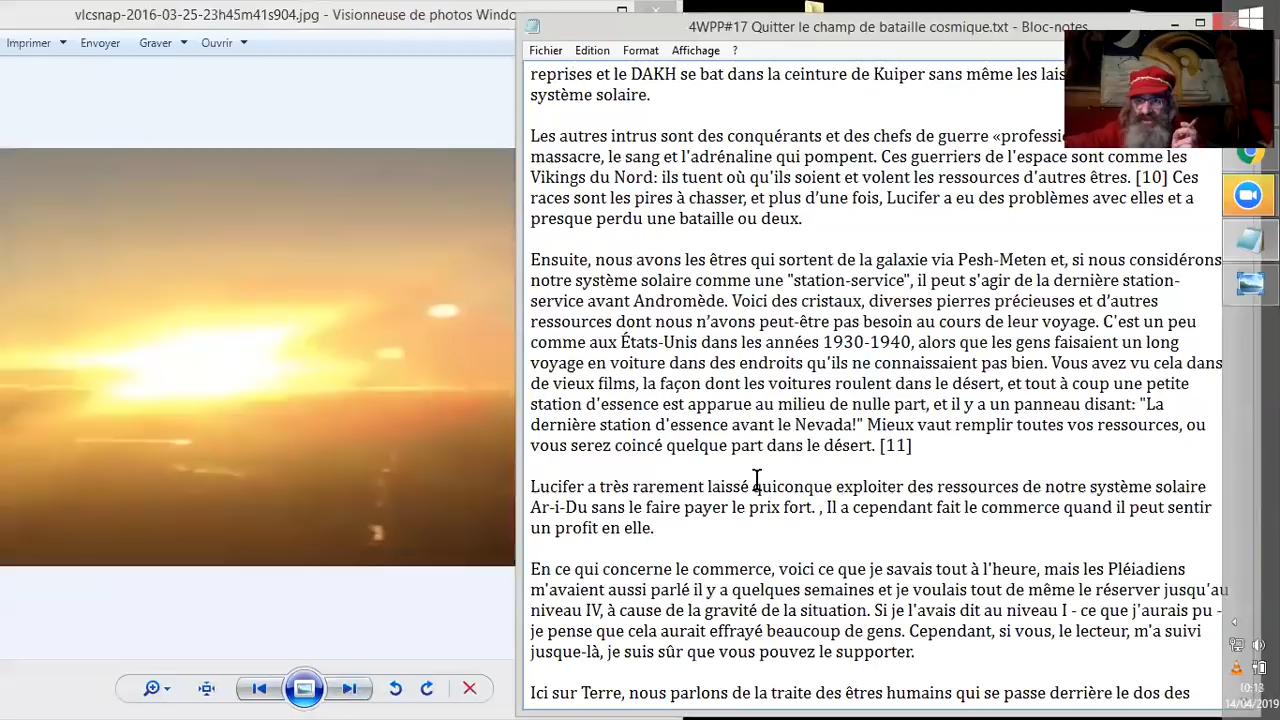 vlcsnap-2016-03-25-23h45m41s904.jpg - Visionneuse de photos Windo
Imprimer Envoyer Graver Ouvrir
4WPP#17 Quitter le champ de bataille cosmique.txt - Bloc-notes
Fichier Edition Format Affichage ?
reprises et le DAKH se bat dans la ceinture de Kuiper sans même les lais
système solaire.
Les autres intrus sont des conquérants et des chefs de guerre «professi
massacre, le sang et l'adrénaline qui pompent. Ces guerriers de l'espace sont comme les
Vikings du Nord: ils tuent où qu'ils soient et volent les ressources d'autres êtres. [10] Ces
races sont les pires à chasser, et plus d’une fois, Lucifer a eu des problèmes avec elles et a
presque perdu une bataille ou deux.
Ensuite, nous avons les êtres qui sortent de la galaxie via Pesh-Meten et, si nous considérons
notre système solaire comme une "station-service", il peut s'agir de la dernière station-
service avant Andromède. Voici des cristaux, diverses pierres précieuses et d’autres
ressources dont nous n’avons peut-être pas besoin au cours de leur voyage. C'est un peu
comme aux États-Unis dans les années 1930-1940, alors que les gens faisaient un long
voyage en voiture dans des endroits qu'ils ne connaissaient pas bien. Vous avez vu cela dans
de vieux films, la façon dont les voitures roulent dans le désert, et tout à coup une petite
station d'essence est apparue au milieu de nulle part, et il y a un panneau disant: "La
dernière station d'essence avant le Nevada!" Mieux vaut remplir toutes vos ressources, ou
vous serez coincé quelque part dans le désert. [11]
Lucifer a très rarement laissé quiconque exploiter des ressources de notre système solaire
Ar-i-Du sans le faire payer le prix fort. , Il a cependant fait le commerce quand il peut sentir
un profit en elle.
En ce qui concerne le commerce, voici ce que je savais tout à l'heure, mais les Pléiadiens
m'avaient aussi parlé il y a quelques semaines et je voulais tout de même le réserver jusqu'au
niveau IV, à cause de la gravité de la situation. Si je l'avais dit au niveau I - ce que j'aurais pu -
je pense que cela aurait effrayé beaucoup de gens. Cependant, si vous, le lecteur, m'a suivi
jusque-là, je suis sûr que vous pouvez le supporter.
Ici sur Terre, nous parlons de la traite des êtres humains qui se passe derrière le dos des
14/04/2019